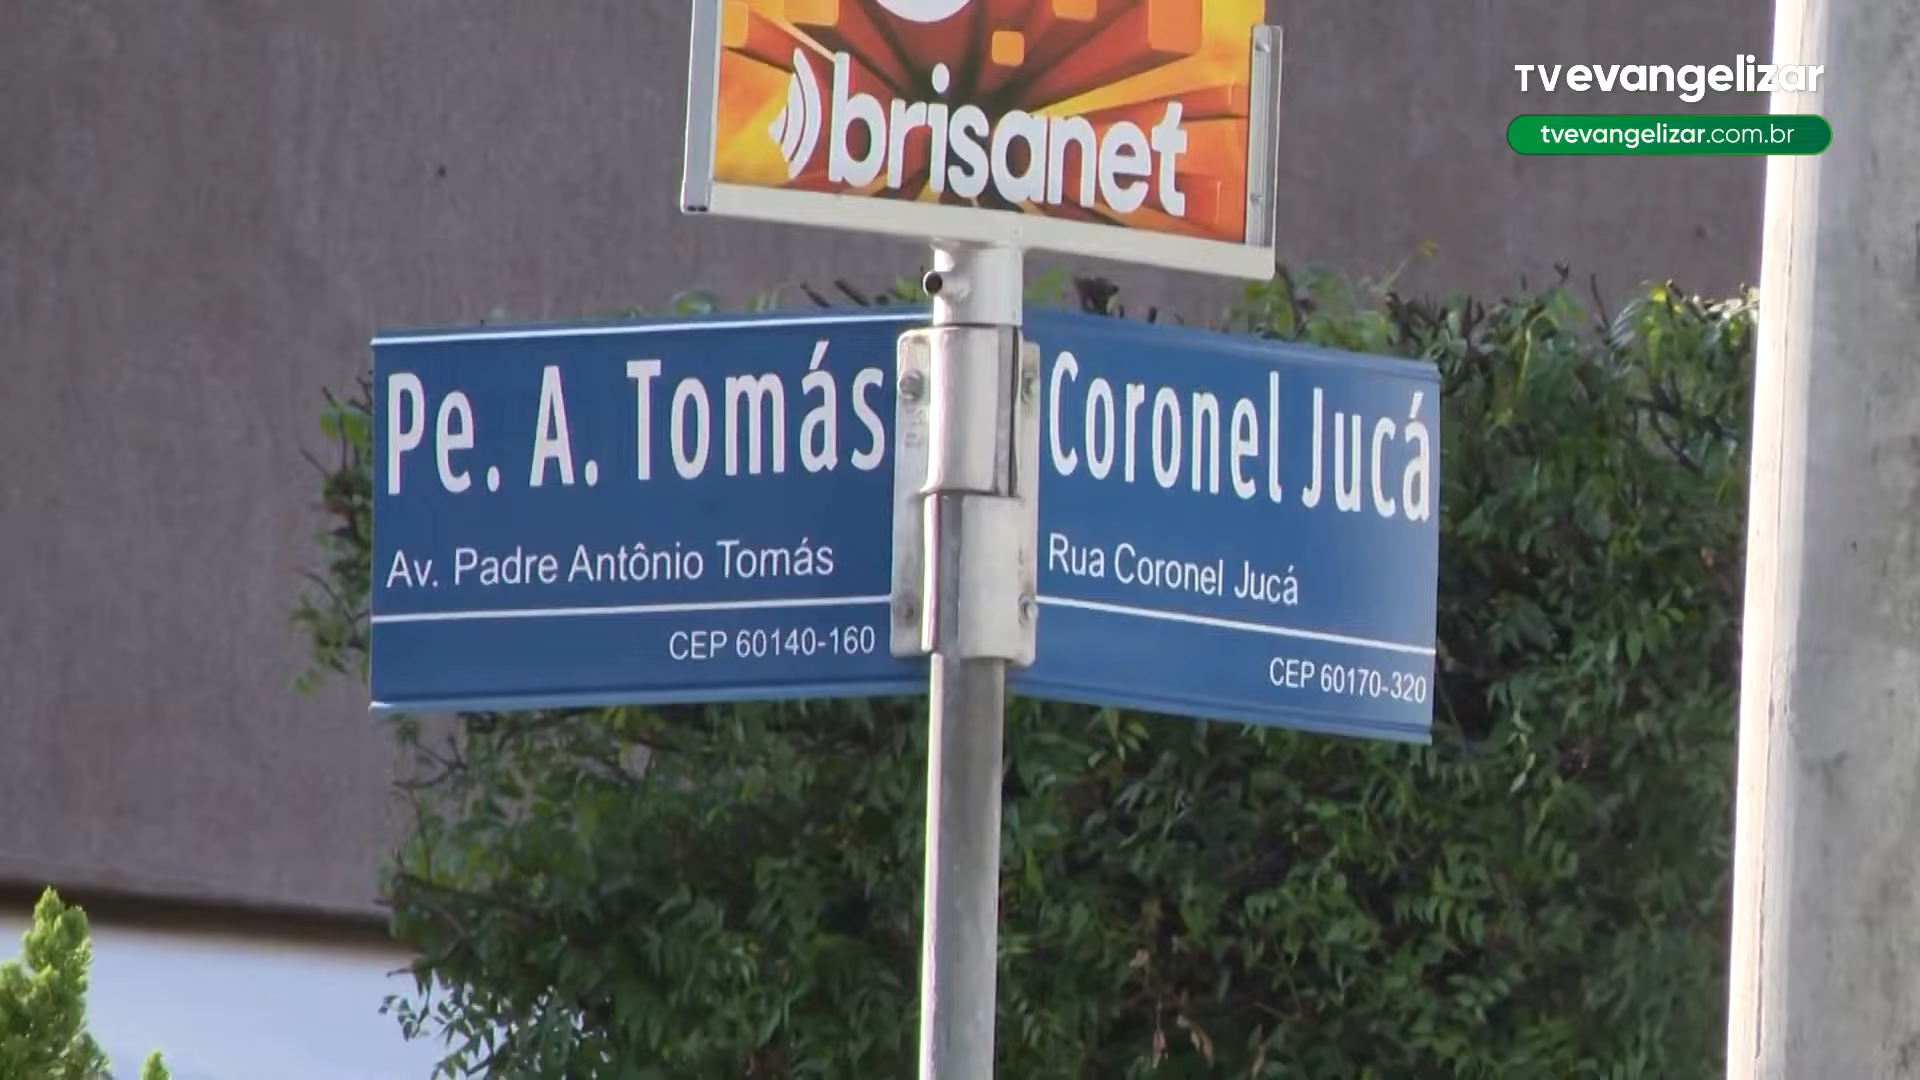 brisanet
TVevangelizar
tvevangelizar.com.br
Pe. A. Tomás
Av. Padre Antônio Tomás
CEP 60140-160
Coronel Jucá
Rua Coronel Jucá
CEP 60170-320